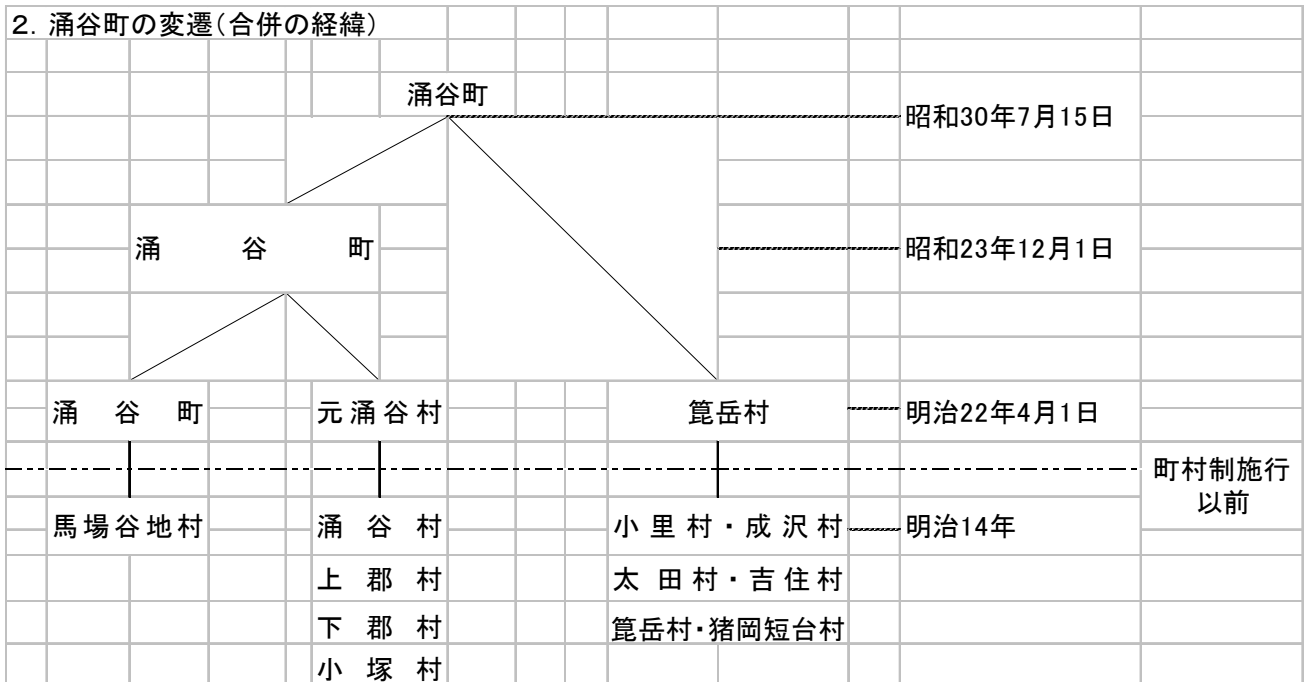 2．涌谷町の変遷（合併の経緯）
涌谷町
昭和30年7月15日
涌谷町
昭和23年12月1日
涌谷町 元涌谷村 箟岳村 明治22年4月1日
町村制施行
以前
馬場谷地村 涌谷村 小里村・成沢村 明治14年
上郡村 太田村・吉住村
下郡村 箟岳村・猪岡短台村
小塚村